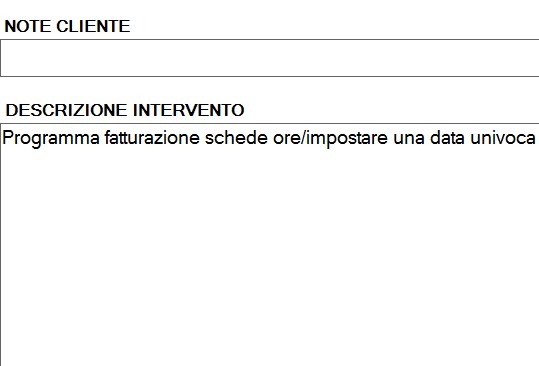 NOTE CLIENTE
DESCRIZIONE INTERVENTO
Programma fatturazione schede ore/impostare una data univoca